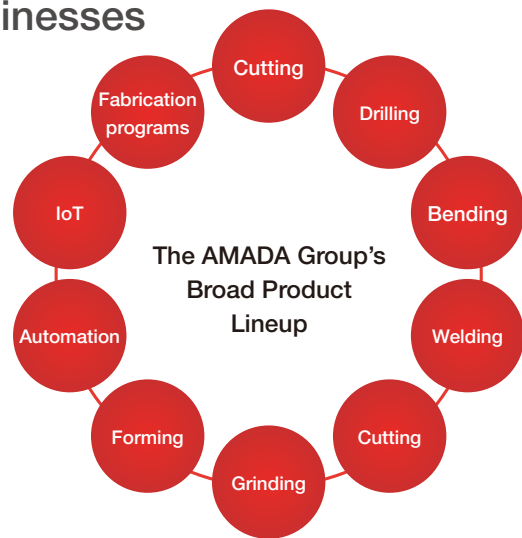 inesses
Cutting
Drilling
Bending
Welding
Cutting
Grinding
Forming
Automation
IoT
Fabrication
programs
The AMADA Group's
Broad Product
Lineup